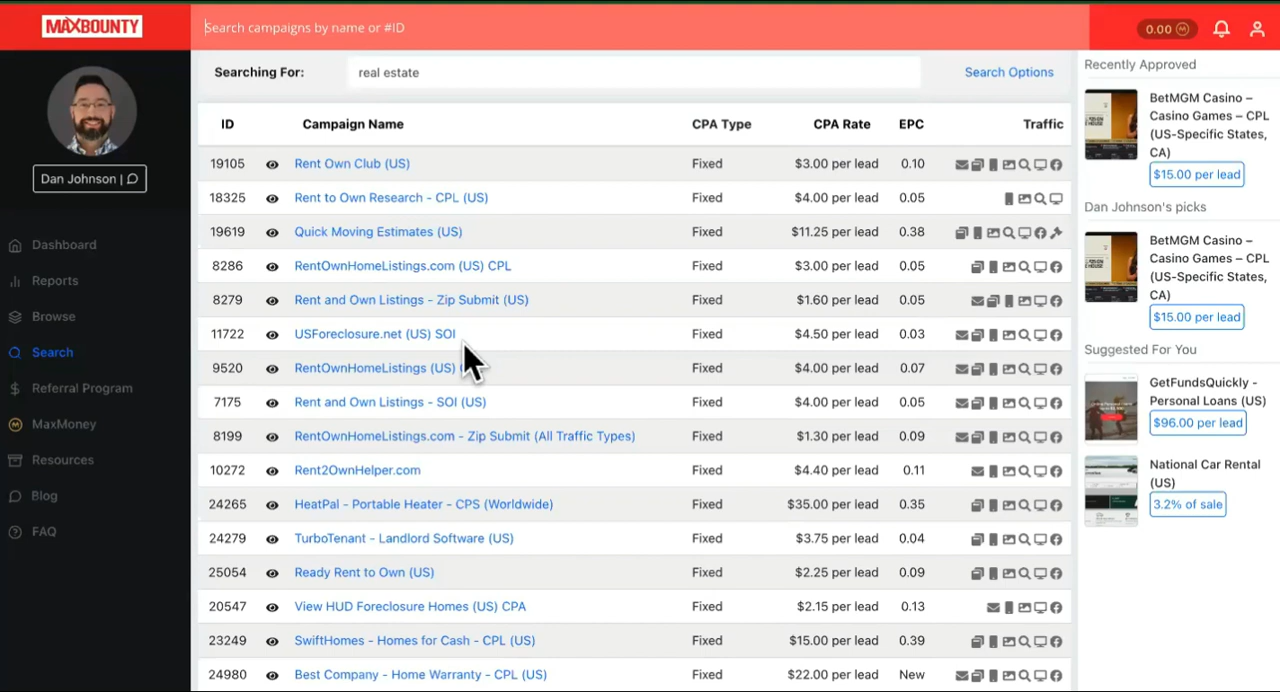 MAXBOUNTY
Search campaigns by name or #ID
0.00
Dan Johnson |
Dashboard
Reports
Browse
Search
Referral Program
MaxMoney
Resources
Blog
FAQ
Searching For:
real estate
Search Options
ID Campaign Name CPA Type CPA Rate EPC Traffic
19105 Rent Own Club (US) Fixed $3.00 per lead 0.10
18325 Rent to Own Research - CPL (US) Fixed $4.00 per lead 0.05
19619 Quick Moving Estimates (US) Fixed $11.25 per lead 0.38
8286 RentOwnHomeListings.com (US) CPL Fixed $3.00 per lead 0.05
8279 Rent and Own Listings - Zip Submit (US) Fixed $1.60 per lead 0.05
11722 USForeclosure.net (US) SOI Fixed $4.50 per lead 0.03
9520 RentOwnHomeListings (US) Fixed $4.00 per lead 0.07
7175 Rent and Own Listings - SOI (US) Fixed $4.00 per lead 0.05
8199 RentOwnHomeListings.com - Zip Submit (All Traffic Types) Fixed $1.30 per lead 0.09
10272 Rent2OwnHelper.com Fixed $4.40 per lead 0.11
24265 HeatPal - Portable Heater - CPS (Worldwide) Fixed $35.00 per lead 0.35
24279 TurboTenant - Landlord Software (US) Fixed $3.75 per lead 0.04
25054 Ready Rent to Own (US) Fixed $2.25 per lead 0.09
20547 View HUD Foreclosure Homes (US) CPA Fixed $2.15 per lead 0.13
23249 SwiftHomes - Homes for Cash - CPL (US) Fixed $15.00 per lead 0.39
24980 Best Company - Home Warranty - CPL (US) Fixed $22.00 per lead New
Recently Approved
BetMGM Casino –
Casino Games – CPL
(US-Specific States,
CA)
$15.00 per lead
Dan Johnson's picks
BetMGM Casino –
Casino Games – CPL
(US-Specific States,
CA)
$15.00 per lead
Suggested For You
GetFundsQuickly -
Personal Loans (US)
$96.00 per lead
National Car Rental
(US)
3.2% of sale